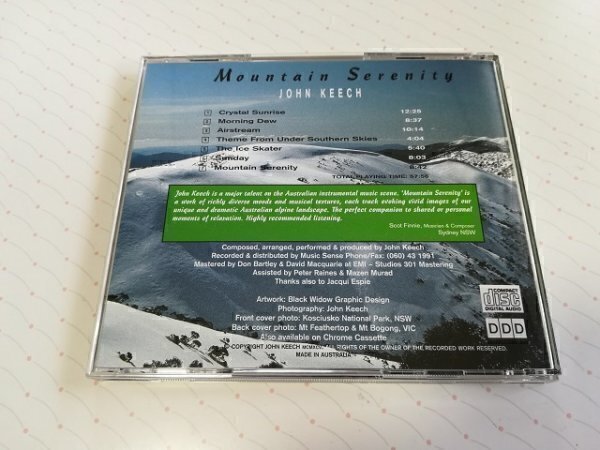 Mountain Serenity
JOHN KEECH
1 Crystal Sunrise 12:25
2 Morning Dew 8:37
3 Airstream 10:14
4 Theme From Under Southern Skies 4:04
5 The Ice Skater 5:40
6 Sunday 8:03
7 Mountain Serenity
TOTAL PLAYING TIME: 57:56
John Keech is a major talent on the Australian instrumental music scene. 'Mountain Serenity' is
a work of richly diverse moods and musical textures, each track evoking vivid images of our
unique and dramatic Australian alpine landscape. The perfect companion to shared or personal
moments of relaxation. Highly recommended listening.
Scot Finnie, Musician & Composer
Sydney NSW
Composed, arranged, performed & produced by John Keech
Recorded & distributed by Music Sense Phone/Fax: (060) 43 1991
Mastered by Don Bartley & David Macquarie at EMI – Studios 301 Mastering
Assisted by Peter Raines & Mazen Murad
Thanks also to Jacqui Espie
Artwork: Black Widow Graphic Design
Photography: John Keech
Front cover photo: Kosciusko National Park, NSW
Back cover photo: Mt Feathertop & Mt Bogong, VIC
Also available on Chrome Cassette
COPYRIGHT JOHN KEECH ALL RIGHTS OF THE OWNER OF THE RECORDED WORK RESERVED.
MADE IN AUSTRALIA
COMPACT
disc
DIGITAL AUDIO
DDD